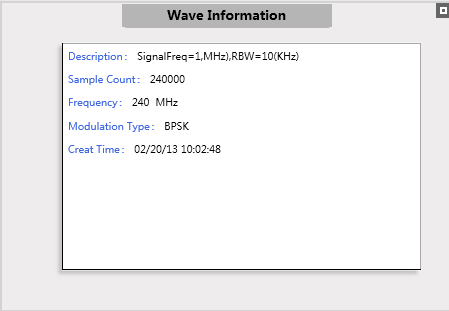 Wave Information
Description： SignalFreq=1,MHz),RBW=10(KHz)
Sample Count： 240000
Frequency： 240 MHz
Modulation Type： BPSK
Creat Time： 02/20/13 10:02:48